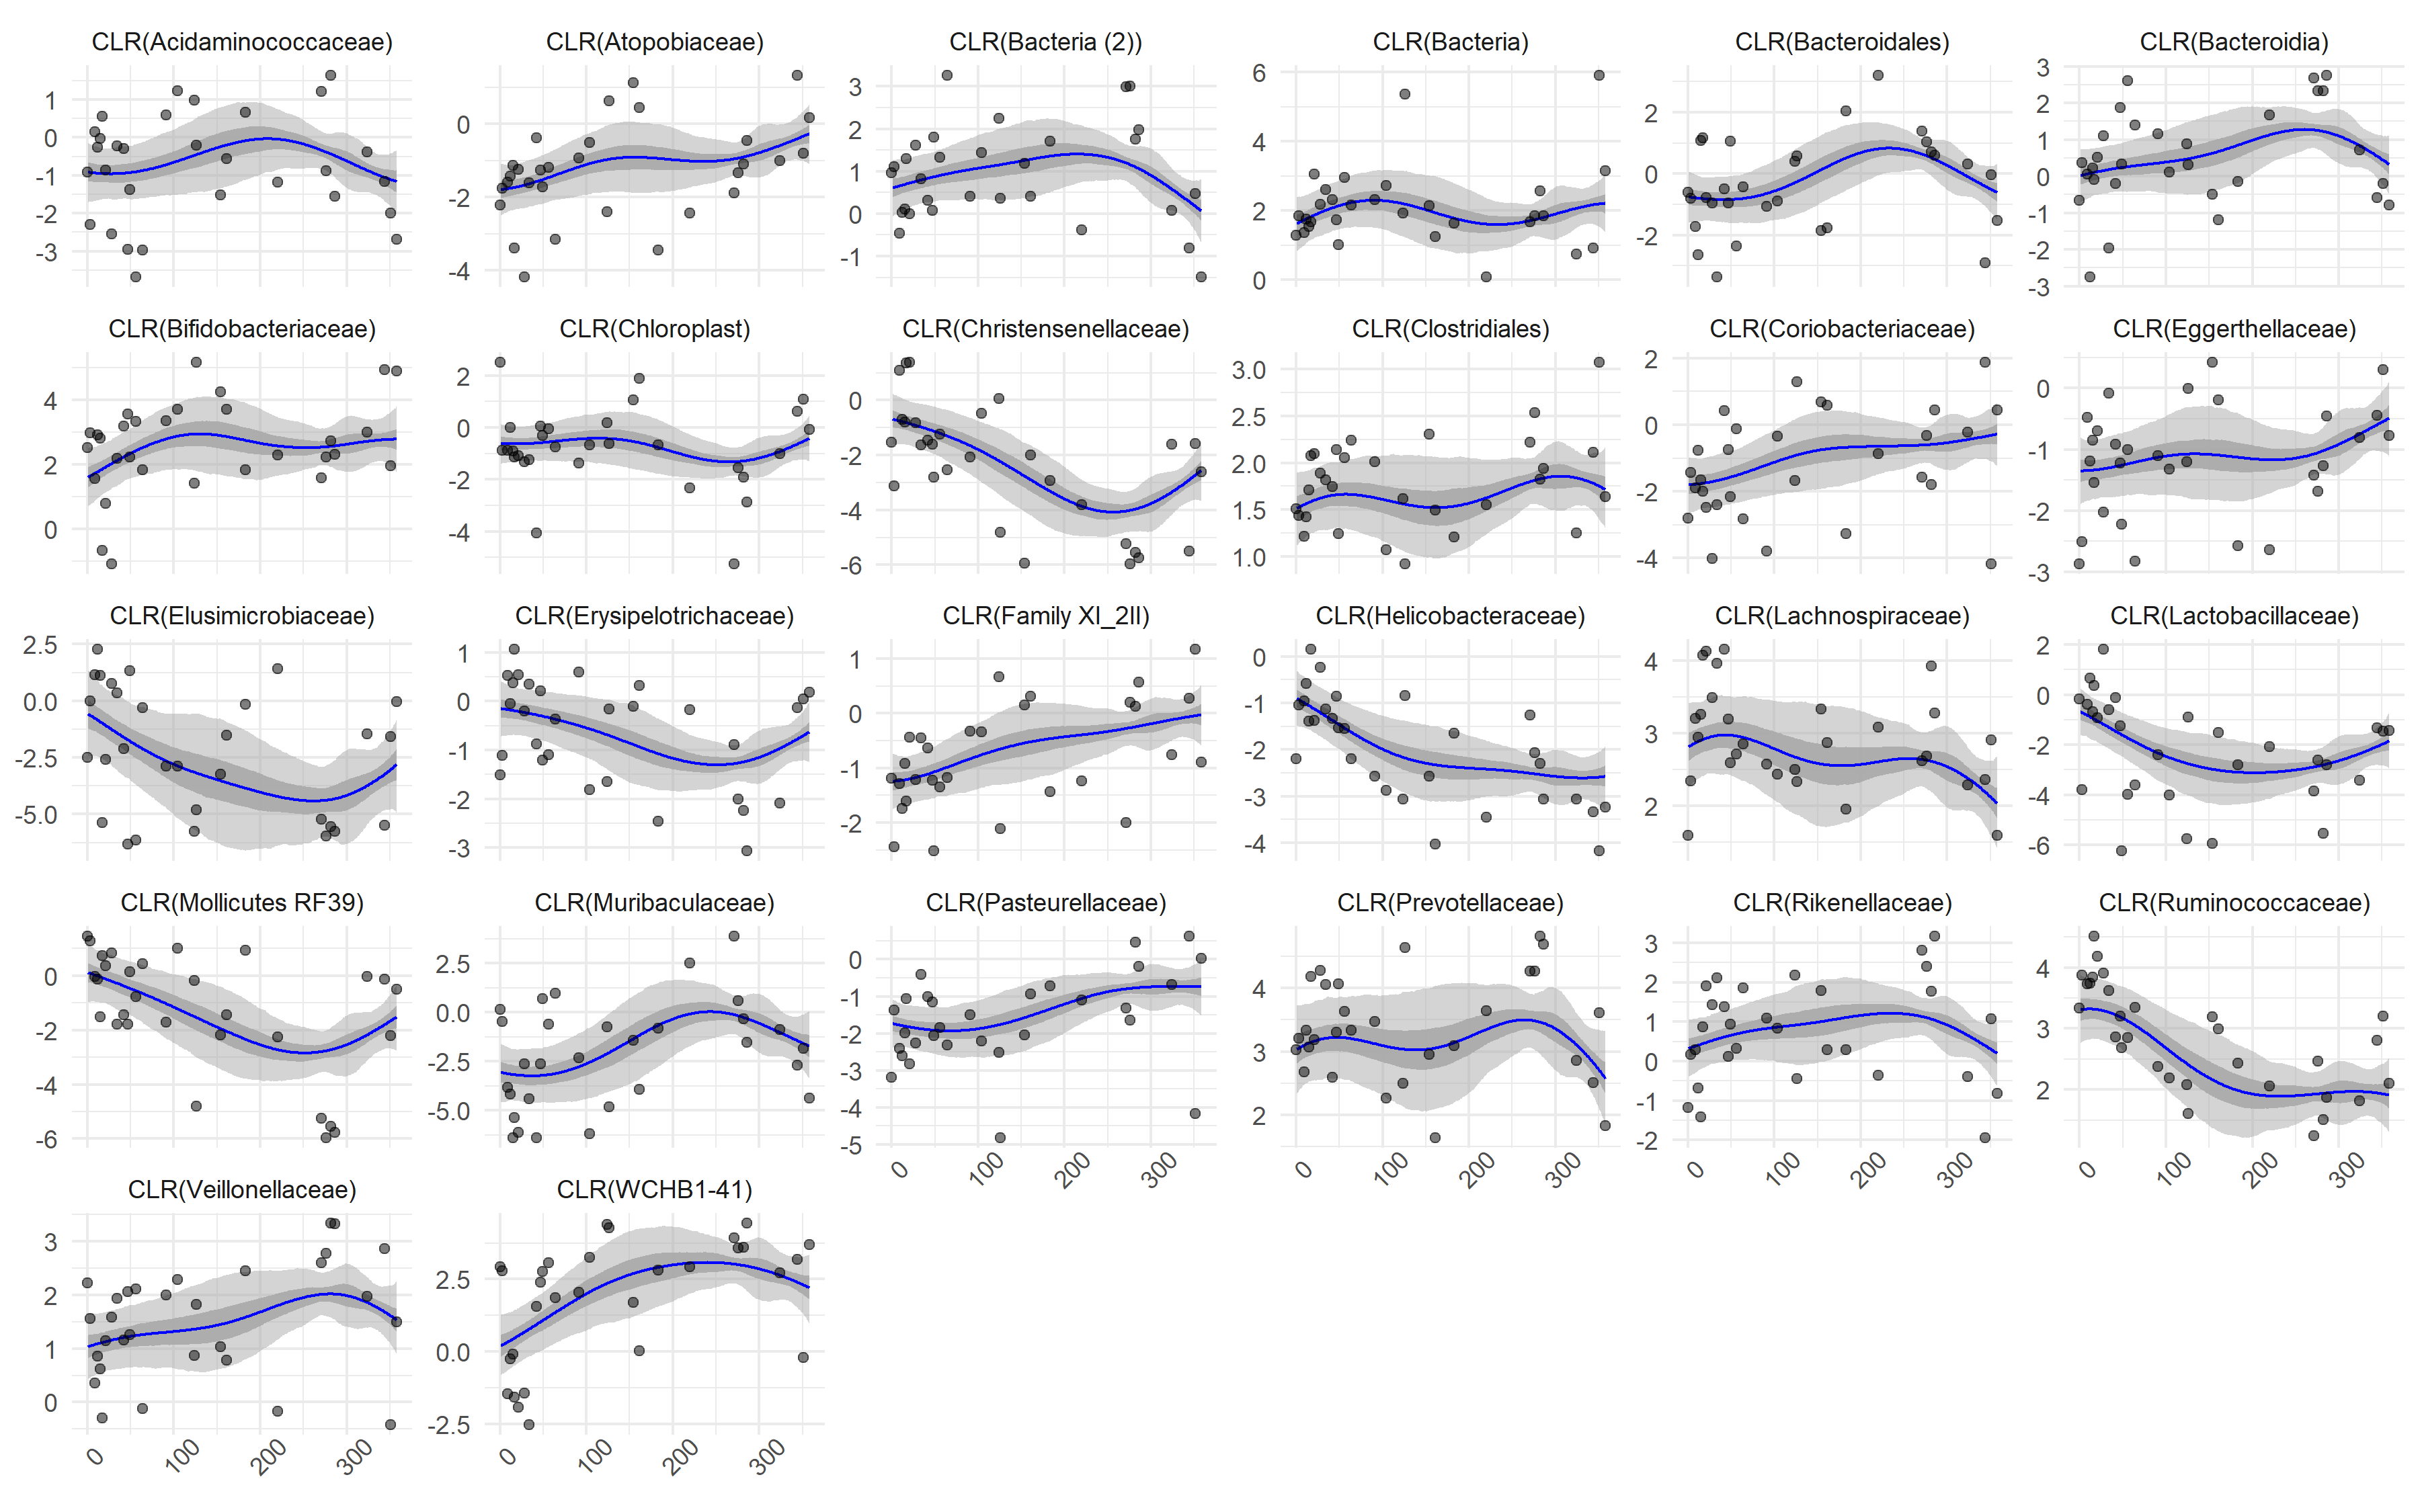 CLR(Acidaminococcaceae) CLR(Atopobiaceae) CLR(Bacteria (2)) CLR(Bacteria) CLR(Bacteroidales) CLR(Bacteroidia)
1 0 -1 -2 -3
0 -2 -4
3 2 1 0 -1
6 4 2 0
2 0 -2
3 2 1 0 -1 -2 -3
CLR(Bifidobacteriaceae) CLR(Chloroplast) CLR(Christensenellaceae) CLR(Clostridiales) CLR(Coriobacteriaceae) CLR(Eggerthellaceae)
4 2 0
2 0 -2 -4
0 -2 -4 -6
3.0 2.5 2.0 1.5 1.0
2 0 -2 -4
0 -1 -2 -3
CLR(Elusimicrobiaceae) CLR(Erysipelotrichaceae) CLR(Family XI_2II) CLR(Helicobacteraceae) CLR(Lachnospiraceae) CLR(Lactobacillaceae)
2.5 0.0 -2.5 -5.0
1 0 -1 -2 -3
1 0 -1 -2
0 -1 -2 -3 -4
4 3 2
2 0 -2 -4 -6
CLR(Mollicutes RF39) CLR(Muribaculaceae) CLR(Pasteurellaceae) CLR(Prevotellaceae) CLR(Rikenellaceae) CLR(Ruminococcaceae)
0 -2 -4 -6
2.5 0.0 -2.5 -5.0
0 -1 -2 -3 -4 -5
4 3 2
3 2 1 0 -1 -2
4 3 2
0 100 200 300
0 100 200 300
0 100 200 300
0 100 200 300
CLR(Veillonellaceae) CLR(WCHB1-41)
3 2 1 0
2.5 0.0 -2.5
0 100 200 300
0 100 200 300